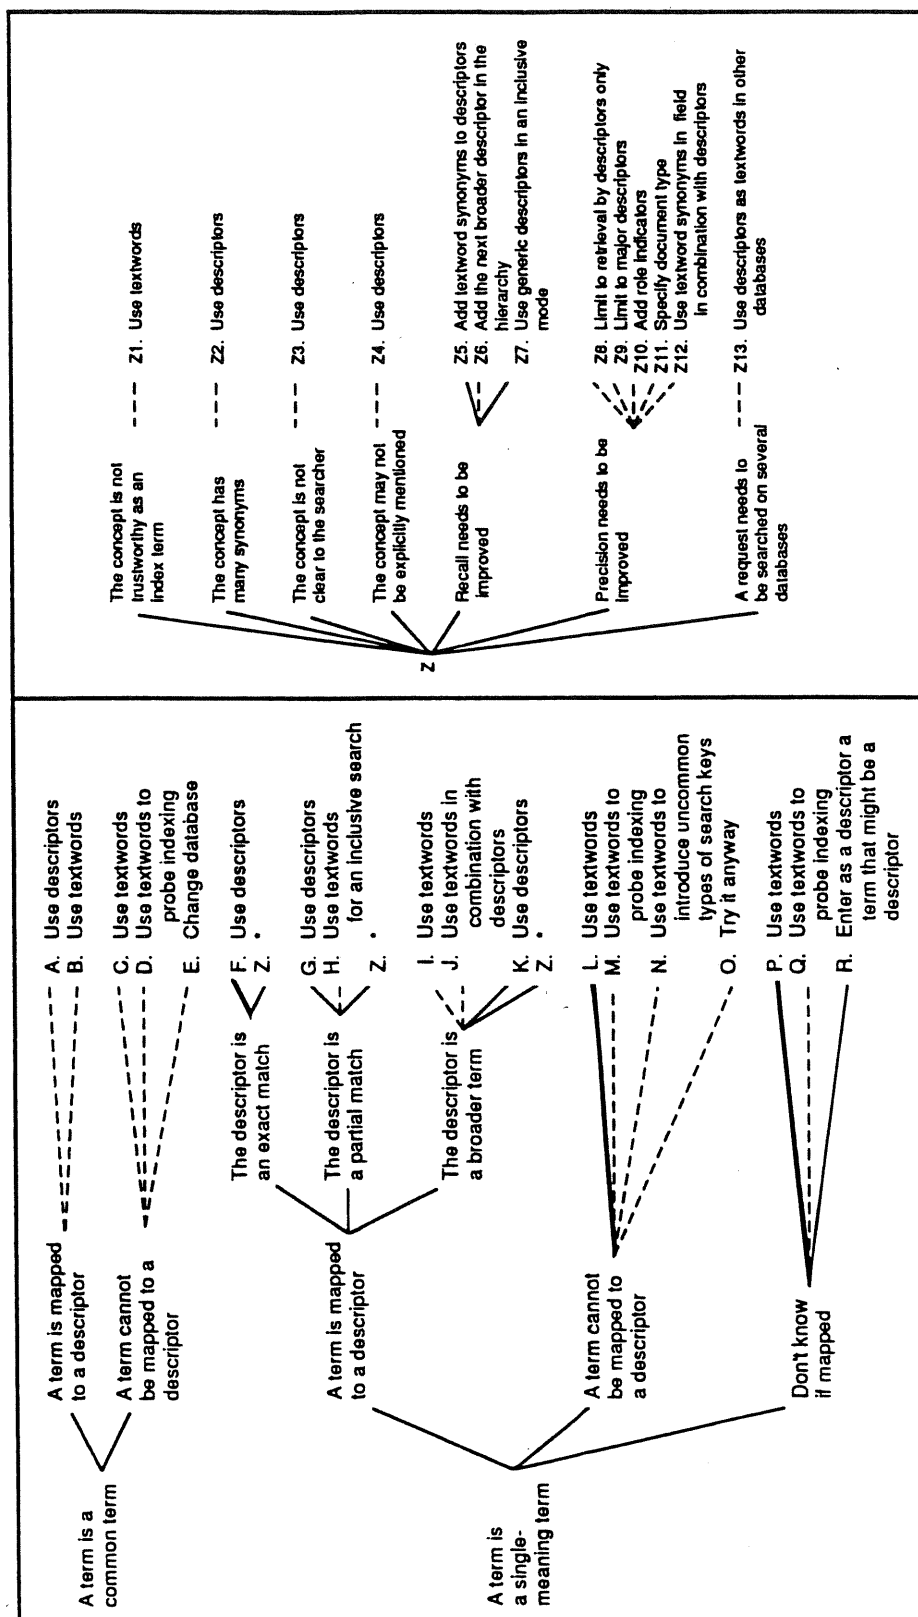 A term is a
common term
A term is mapped
to a descriptor
A. Use descriptors
B. Use textwords
A term cannot
be mapped to a
descriptor
C. Use textwords
D. Use textwords to
probe indexing
E. Change database
A term is
a single-
meaning term
A term is mapped
to a descriptor
The descriptor is
an exact match
F. Use descriptors
Z. *
The descriptor is
a partial match
G. Use descriptors
H. Use textwords
for an inclusive search
Z. *
The descriptor is
a broader term
I. Use textwords
J. Use textwords in
combination with
descriptors
K. Use descriptors
Z. *
A term cannot
be mapped to
a descriptor
L. Use textwords
M. Use textwords to
probe indexing
N. Use textwords to
introduce uncommon
types of search keys
O. Try it anyway
Don't know
if mapped
P. Use textwords
Q. Use textwords to
probe indexing
R. Enter as a descriptor a
term that might be a
descriptor
Z
The concept is not
trustworthy as an
index term
Z1. Use textwords
The concept has
many synonyms
Z2. Use descriptors
The concept is not
clear to the searcher
Z3. Use descriptors
The concept may not
be explicitly mentioned
Z4. Use descriptors
Recall needs to be
improved
Z5. Add textword synonyms to descriptors
Z6. Add the next broader descriptor in the
hierarchy
Z7. Use generic descriptors in an inclusive
mode
Precision needs to be
improved
Z8. Limit to retrieval by descriptors only
Z9. Limit to major descriptors
Z10. Add role indicators
Z11. Specify document type
Z12. Use textword synonyms in field
in combination with descriptors
A request needs to
be searched on several
databases
Z13. Use descriptors as textwords in other
databases